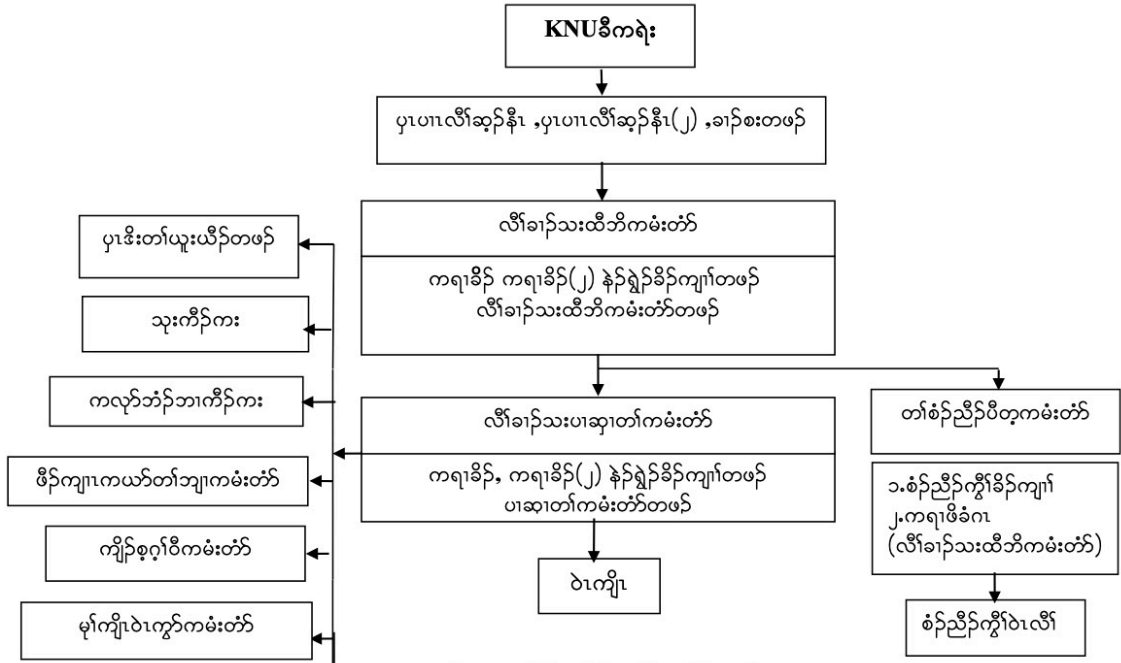 KNUခီကရဲး
ပှၤပၢၤလီၢ်ဆ့ၣ်နီၤ ,ပှၤပၢၤလီၢ်ဆ့ၣ်နီၤ(၂) ,ခၢၣ်စးတဖၣ်
လီၢ်ခၢၣ်သးထီဘိကမံးတံာ်
ကရၢခိၣ် ကရၢခိၣ်(၂) နဲၣ်ရွဲၣ်ခိၣ်ကျၢၢ်တဖၣ်
လီၢ်ခၢၣ်သးထီဘိကမံးတံာ်တဖၣ်
ပှၤဒိးတၢ်ယူးယီၣ်တဖၣ်
သုးကီၣ်ကး
ကလုာ်ဘံၣ်ဘၢကီၣ်ကး
ဖီၣ်ကျၢၤကယာ်တၢ်ဘျၢကမံးတံာ်
ကျိၣ်စ့ဂ့ၢ်ဝီကမံးတံာ်
မုၢ်ကျိၤဝဲၤကွာ်ကမံးတံာ်
လီၢ်ခၢၣ်သးပၢဆှၢတၢ်ကမံးတံာ်
ကရၢခိၣ်, ကရၢခိၣ်(၂) နဲၣ်ရွဲၣ်ခိၣ်ကျၢၢ်တဖၣ်
ပၢဆှၢတၢ်ကမံးတံာ်တဖၣ်
ဝဲၤကျိၤ
တၢ်စံၣ်ညီၣ်ပီတ့ကမံးတံာ်
၁.စံၣ်ညီၣ်ကွီၢ်ခိၣ်ကျၢၢ်
၂.ကရၢဖိခံဂၤ
(လီၢ်ခၢၣ်သးထီဘိကမံးတံာ်)
စံၣ်ညီၣ်ကွီၢ်ဝဲၤလီၢ်